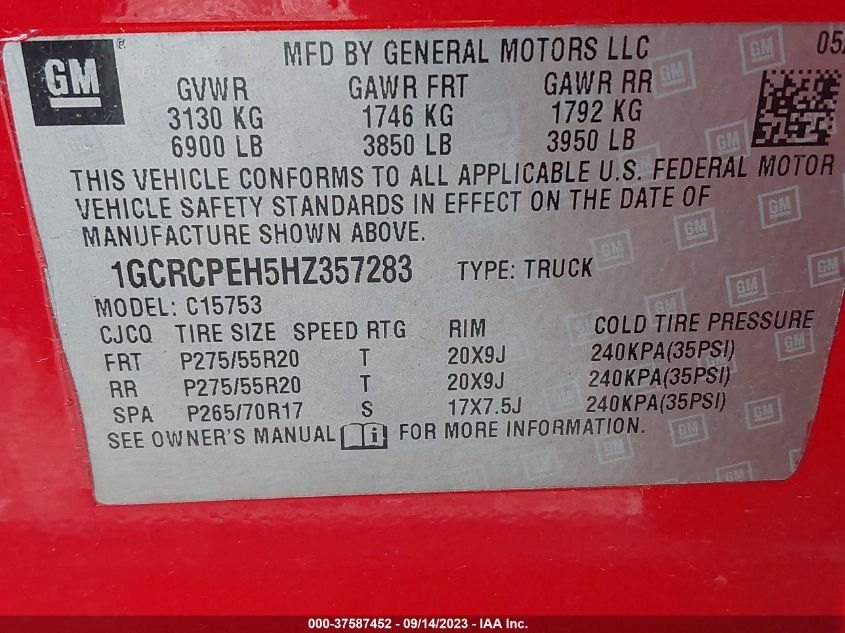 GM ® MFD BY GENERAL MOTORS LLC 05/
GVWR GAWR FRT GAWR RR
3130 KG 1746 KG 1792 KG
6900 LB 3850 LB 3950 LB
THIS VEHICLE CONFORMS TO ALL APPLICABLE U.S. FEDERAL MOTOR
VEHICLE SAFETY STANDARDS IN EFFECT ON THE DATE OF
MANUFACTURE SHOWN ABOVE.
1GCRCPEH5HZ357283 TYPE: TRUCK
MODEL: C15753
CJCQ TIRE SIZE SPEED RTG RIM COLD TIRE PRESSURE
FRT P275/55R20 T 20X9J 240KPA(35PSI)
RR P275/55R20 T 20X9J 240KPA(35PSI)
SPA P265/70R17 S 17X7.5J 240KPA(35PSI)
SEE OWNER'S MANUAL i FOR MORE INFORMATION.
000-37587452 - 09/14/2023 - IAA Inc.